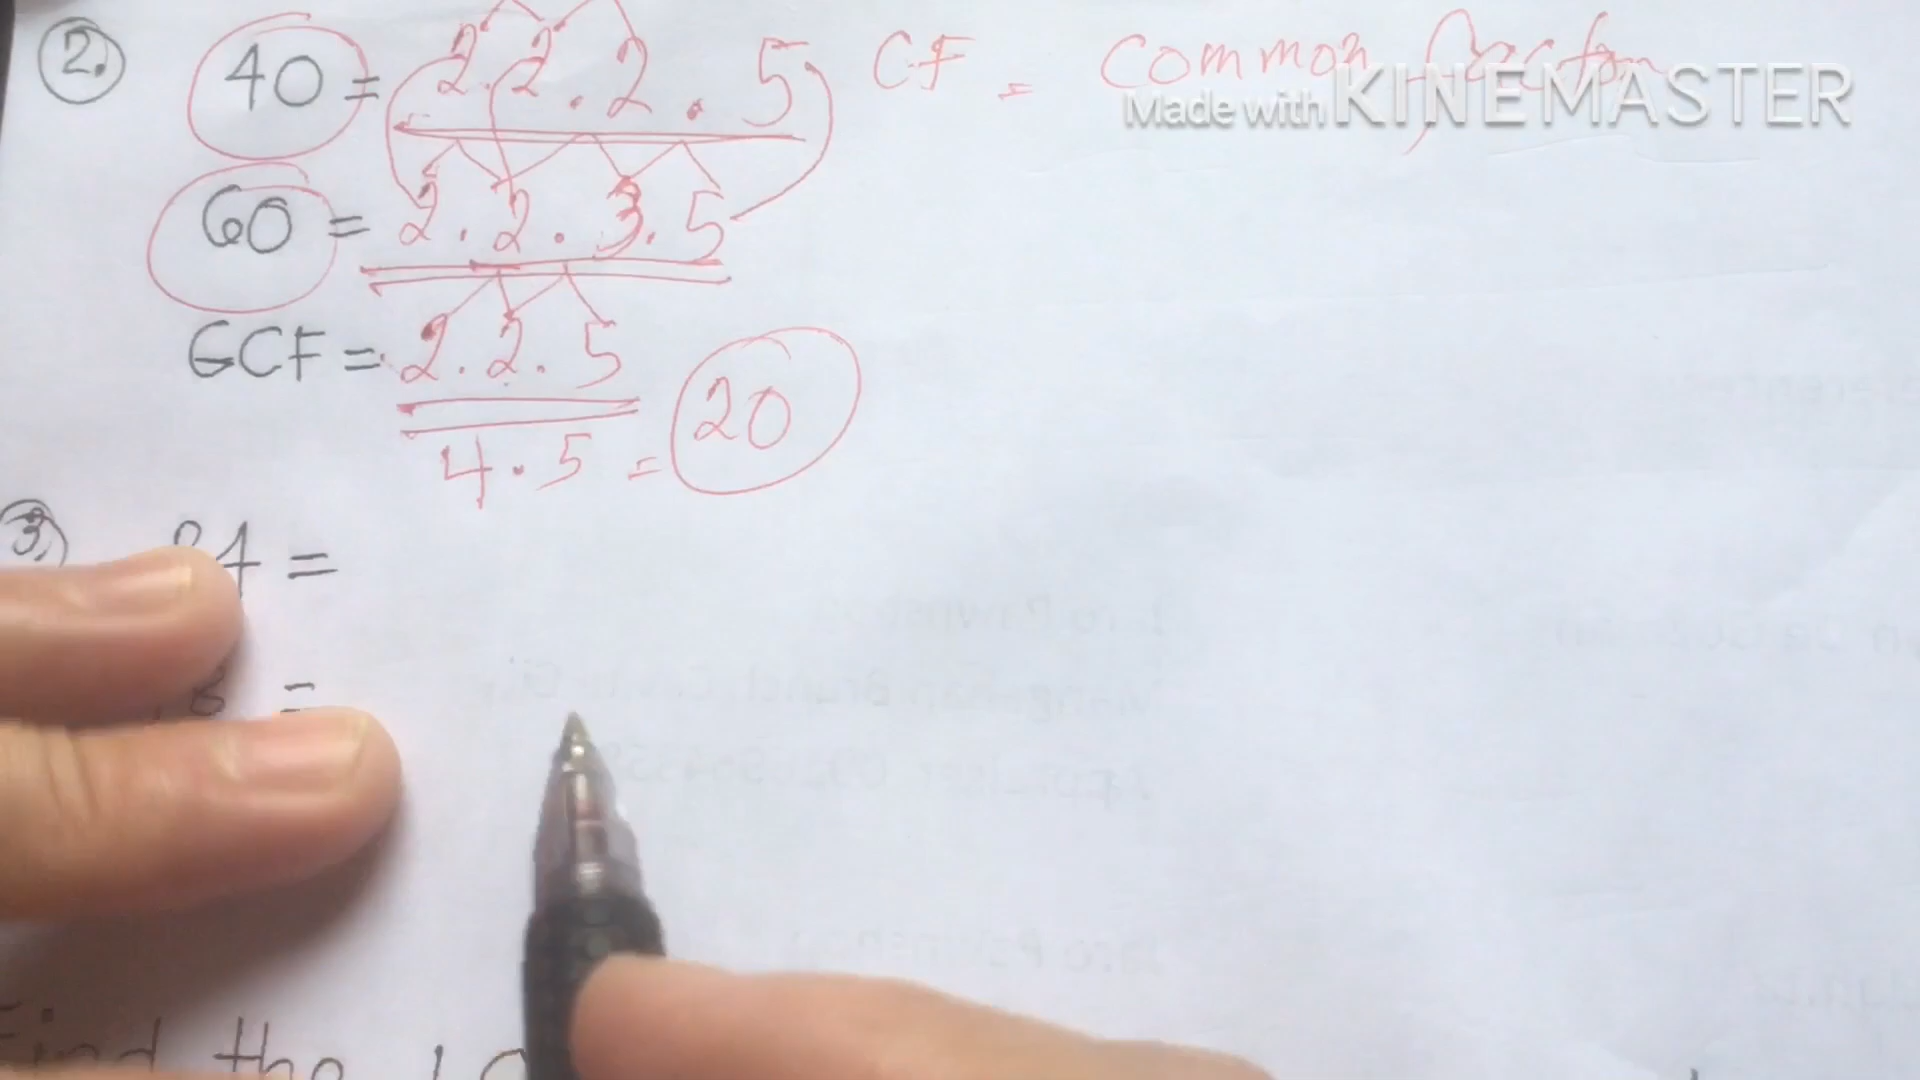 2. 40 = 2.2.2.5 CF = Common factor
Made with KINEMASTER
60 = 2.2.3.5
GCF = 2.2.5
4.5 = 20
3.
=
Find the